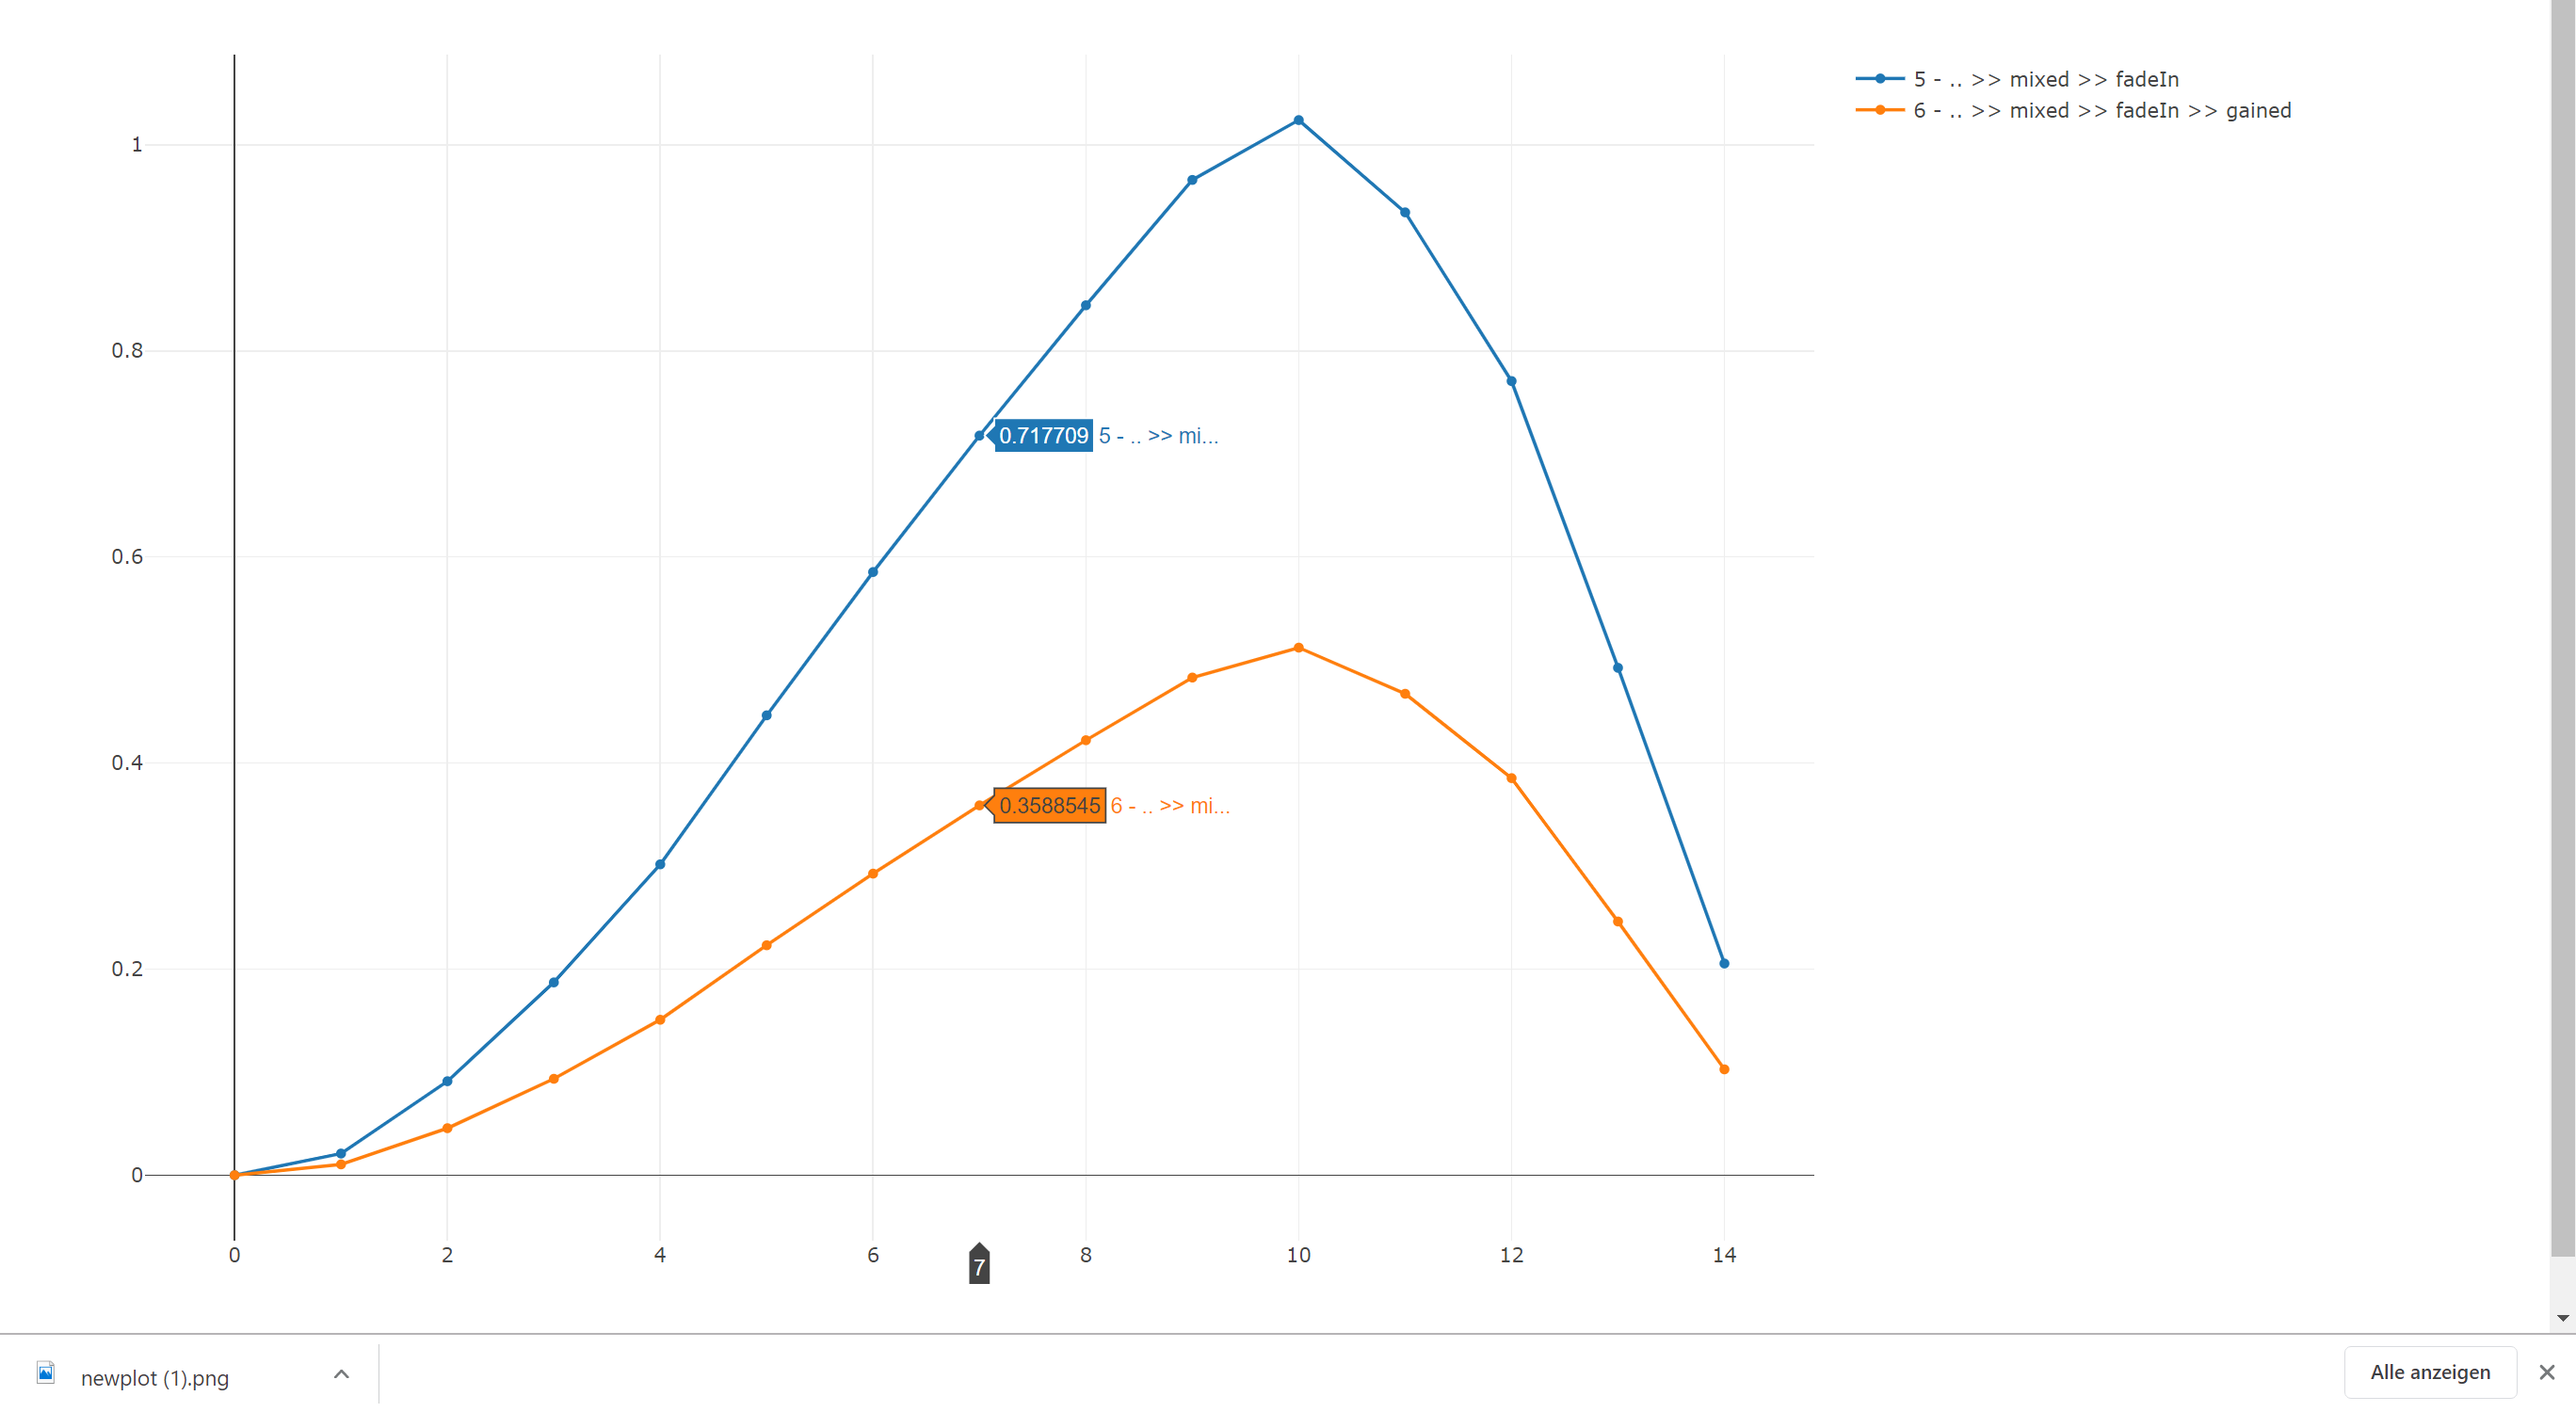 5 - .. >> mixed >> fadeIn
6 - .. >> mixed >> fadeIn >> gained
1
0.8
0.717709 5 - .. >> mi...
0.6
0.4
0.3588545 6 - .. >> mi...
0.2
0
0 2 4 6 7 8 10 12 14
newplot (1).png
Alle anzeigen